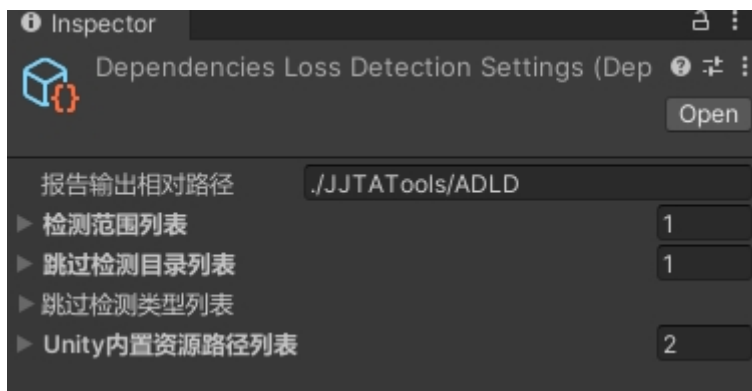 Inspector
Dependencies Loss Detection Settings (Dep
Open
报告输出相对路径 ./JJTATools/ADLD
检测范围列表 1
跳过检测目录列表 1
跳过检测类型列表
Unity内置资源路径列表 2